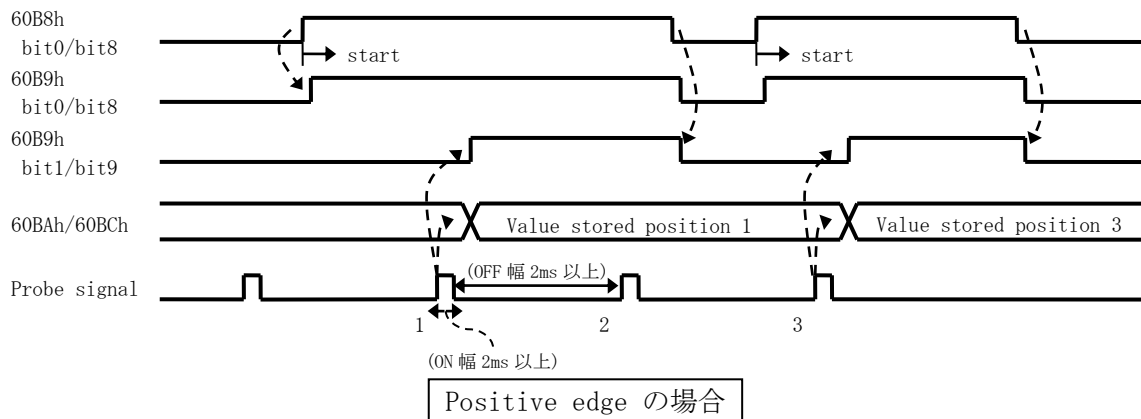 60B8h
bit0/bit8
start
start
60B9h
bit0/bit8
60B9h
bit1/bit9
60BAh/60BCh
Value stored position 1
Value stored position 3
(OFF 幅 2ms 以上)
Probe signal
1
2
3
(ON 幅 2ms 以上)
Positive edge の場合